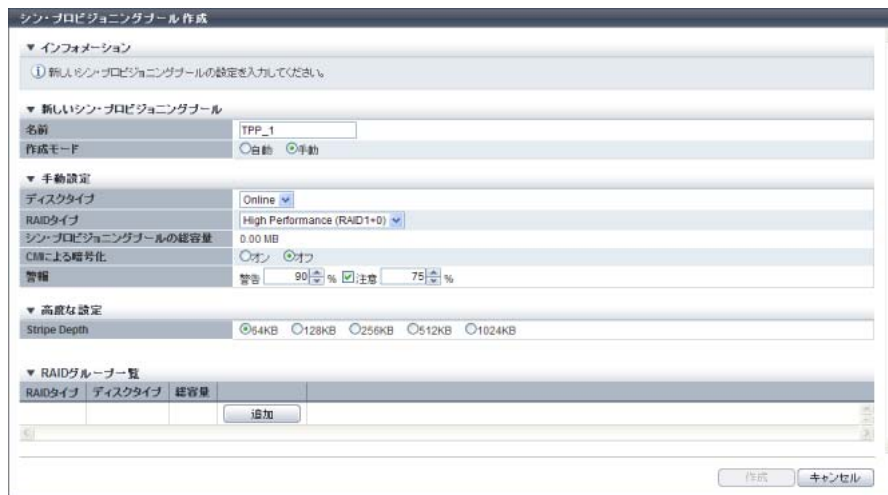 シン・プロビジョニングプール 作成
▼ インフォメーション
新しいシン・プロビジョニングプールの設定を入力してください。
▼ 新しいシン・プロビジョニングプール
名前 TPP_1
作成モード 自動 手動
▼ 手動設定
ディスクタイプ Online
RAIDタイプ High Performance (RAID1+0)
シン・プロビジョニングプールの総容量 0.00 MB
CMによる暗号化 オン オフ
警報 警告 90 % 注意 75 %
▼ 高度な設定
Stripe Depth 64KB 128KB 256KB 512KB 1024KB
▼ RAIDグループ一覧
RAIDタイプ ディスクタイプ 総容量
追加
作成 キャンセル